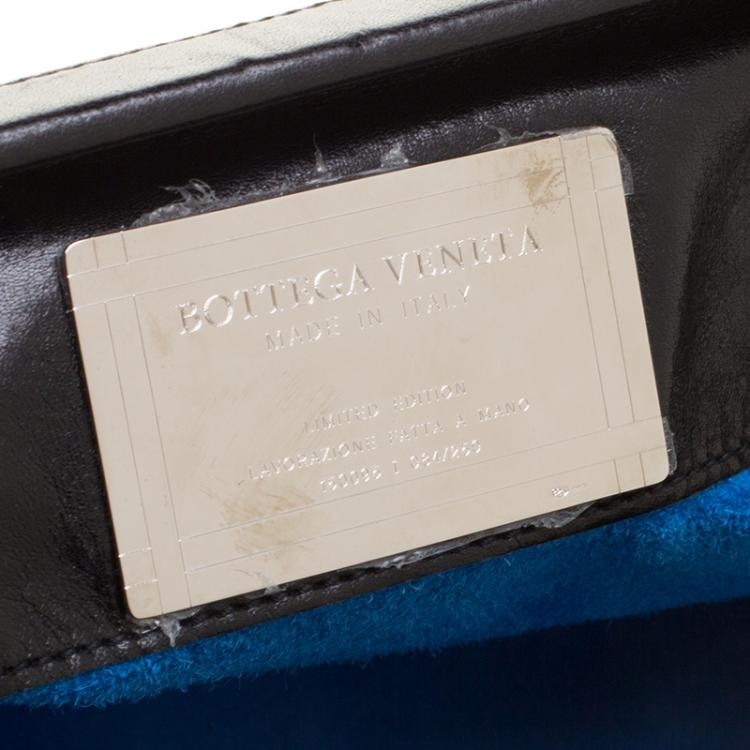 BOTTEGA VENETA
MADE IN ITALY
LIMITED EDITION
LAVORAZIONE FATTA A MANO